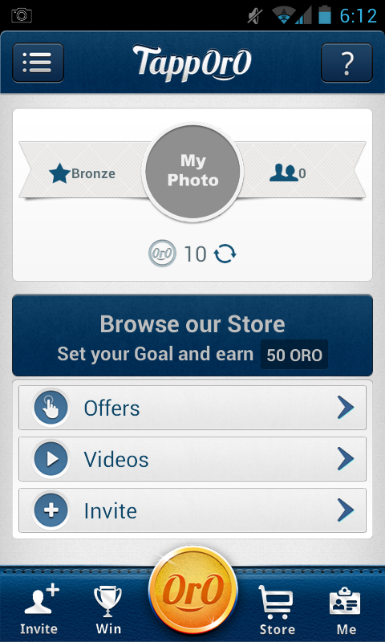 6:12
TappOrO
?
Bronze
My
Photo
0
OrO 10
Browse our Store
Set your Goal and earn 50 ORO
Offers
Videos
Invite
OrO
Invite Win Store Me